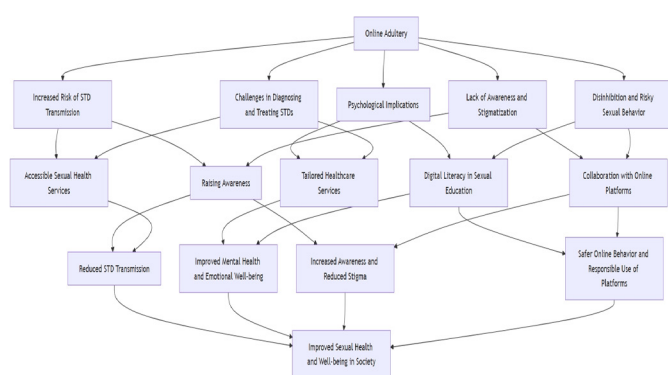 Online Adultery
Increased Risk of STD
Transmission
Challenges in Diagnosing
and Treating STDs
Psychological Implications
Lack of Awareness and
Stigmatization
Disinhibition and Risky
Sexual Behavior
Accessible Sexual Health
Services
Raising Awareness
Tailored Healthcare
Services
Digital Literacy in Sexual
Education
Collaboration with Online
Platforms
Reduced STD Transmission
Improved Mental Health
and Emotional Well-being
Increased Awareness and
Reduced Stigma
Safer Online Behavior and
Responsible Use of
Platforms
Improved Sexual Health
and Well-being in Society